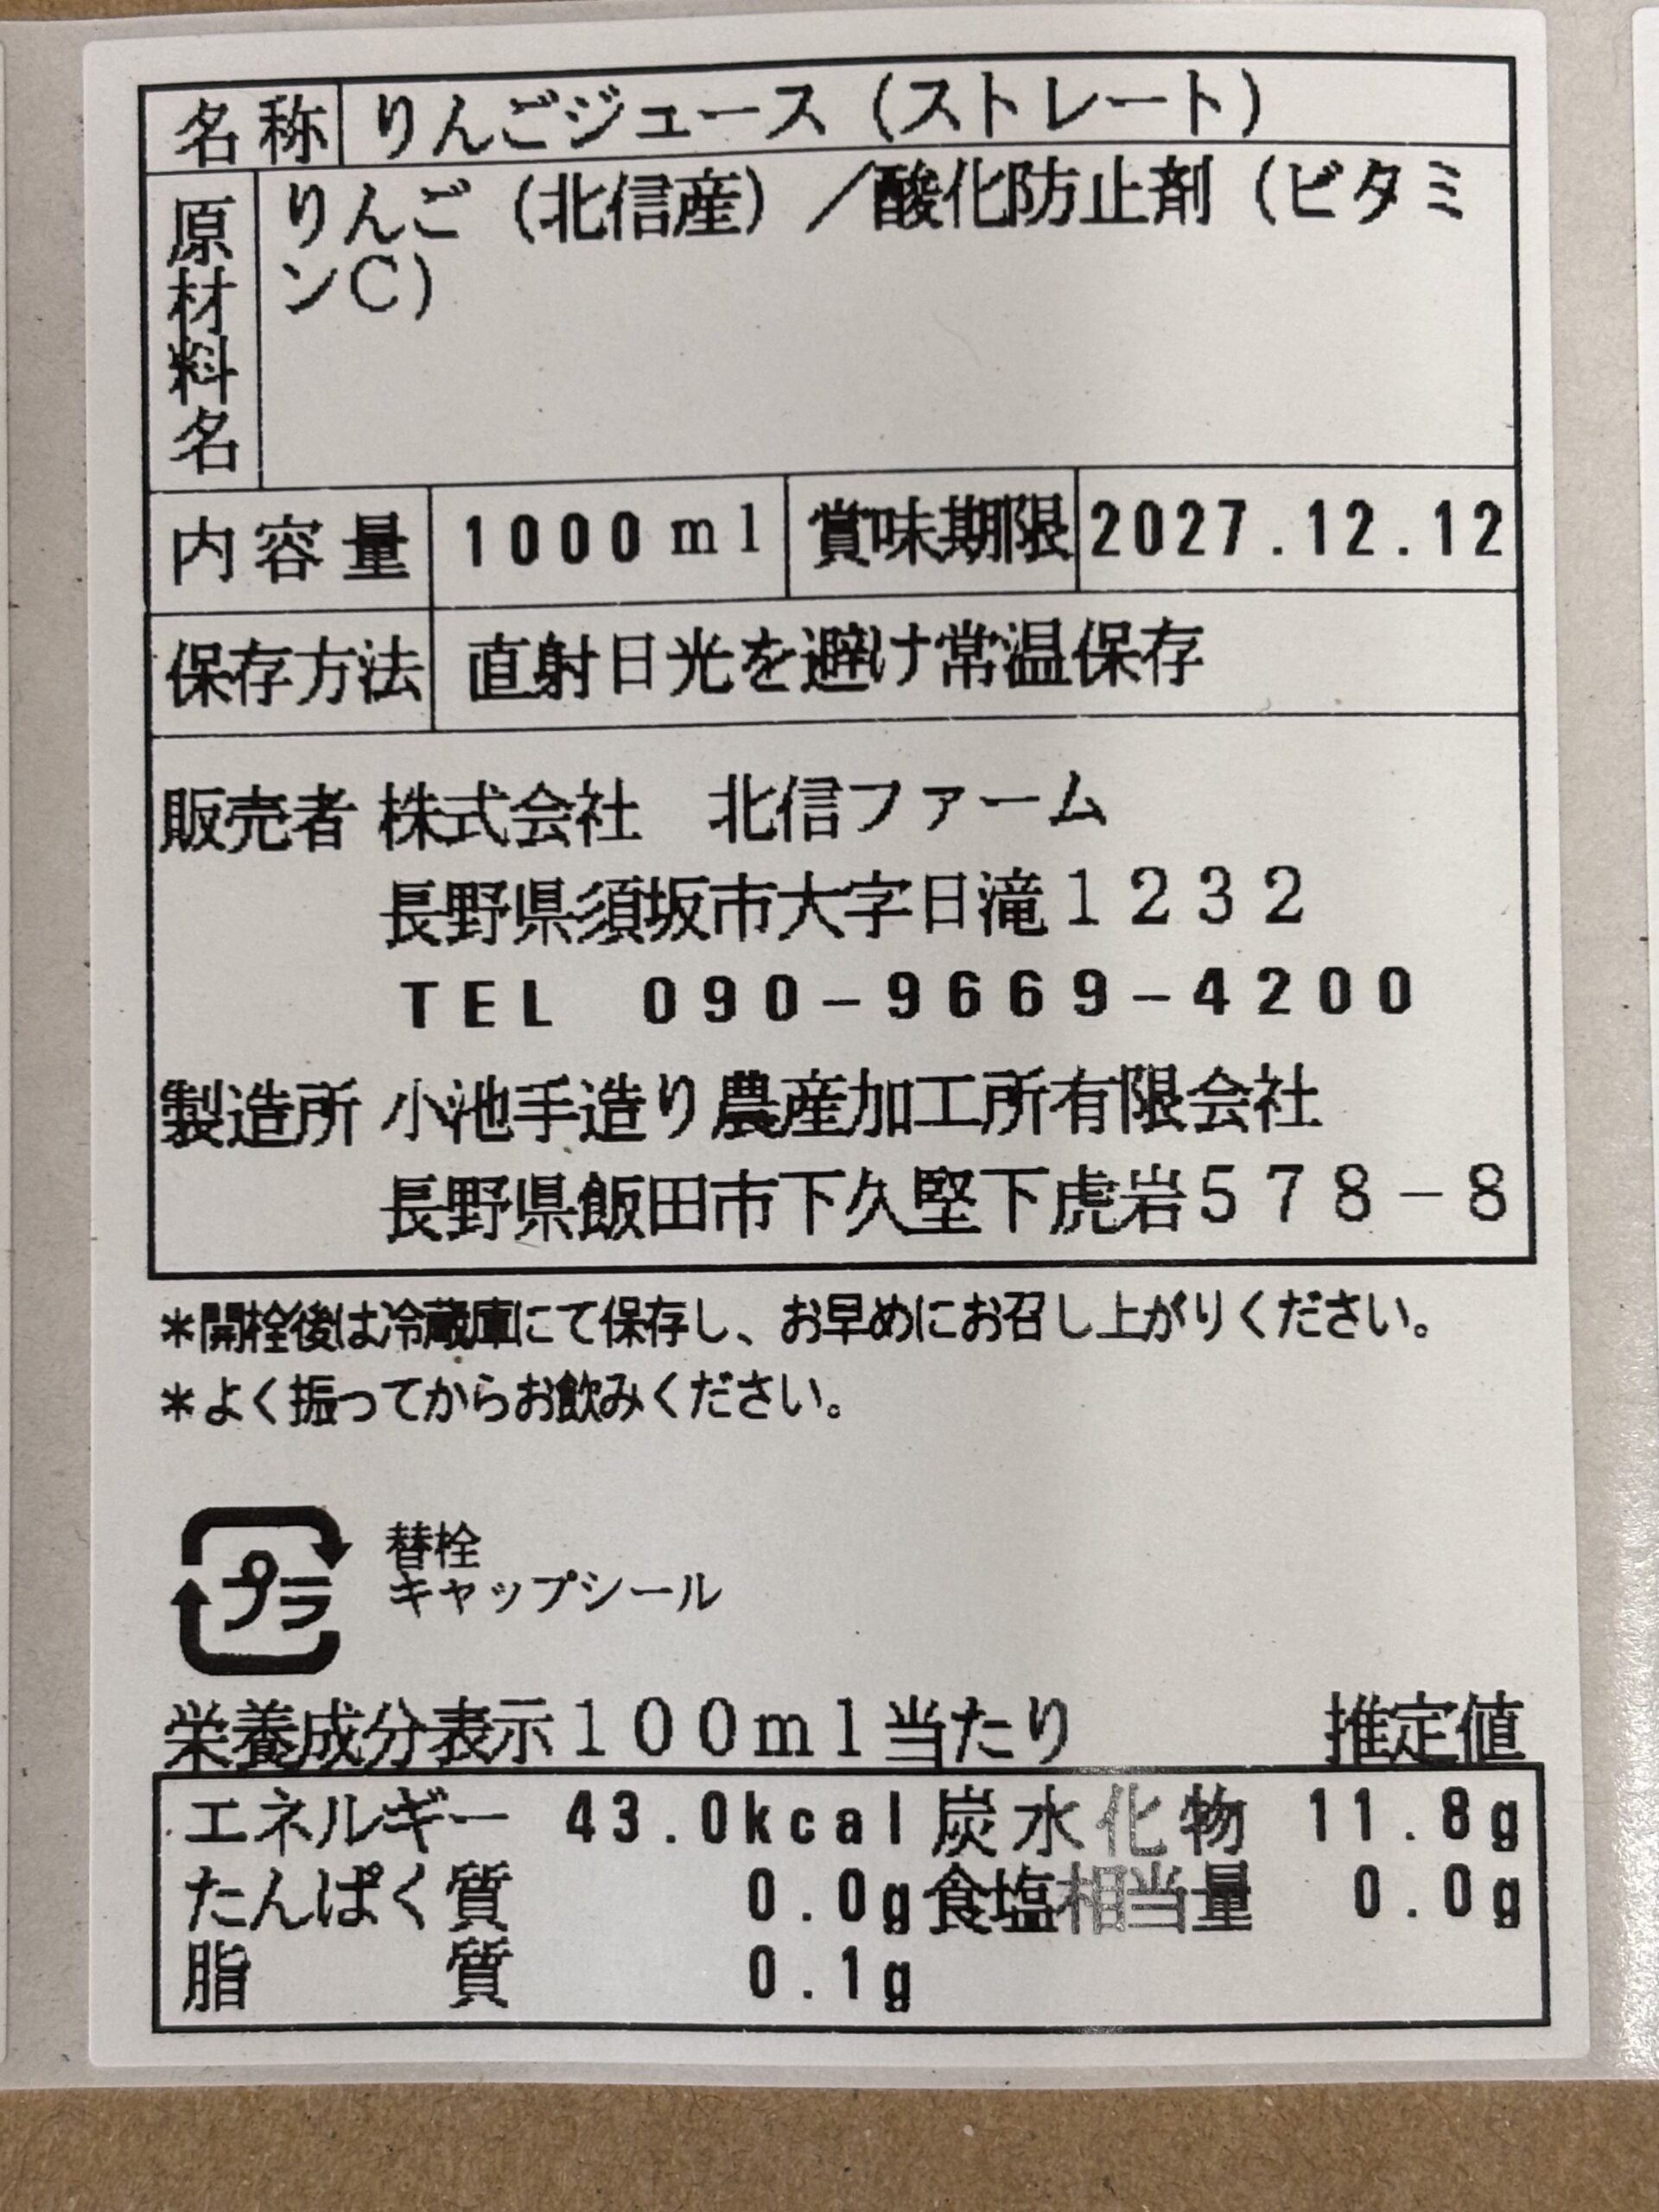 名称 りんごジュース（ストレート）
原材料名 りんご（北信産）／酸化防止剤（ビタミ
ンC）
内容量 1000ml 賞味期限 2027.12.12
保存方法 直射日光を避け常温保存
販売者 株式会社　北信ファーム
長野県須坂市大字日滝1232
TEL 090-9669-4200
製造所 小池手造り農産加工所有限会社
長野県飯田市下久堅下虎岩578-8
*開栓後は冷蔵庫にて保存し、お早めにお召し上がりください。
*よく振ってからお飲みください。
プラ
替栓
キャップシール
栄養成分表示100ml当たり 推定値
エネルギー 43.0kcal 炭水化物 11.8g
たんぱく質 0.0g 食塩相当量 0.0g
脂質 0.1g